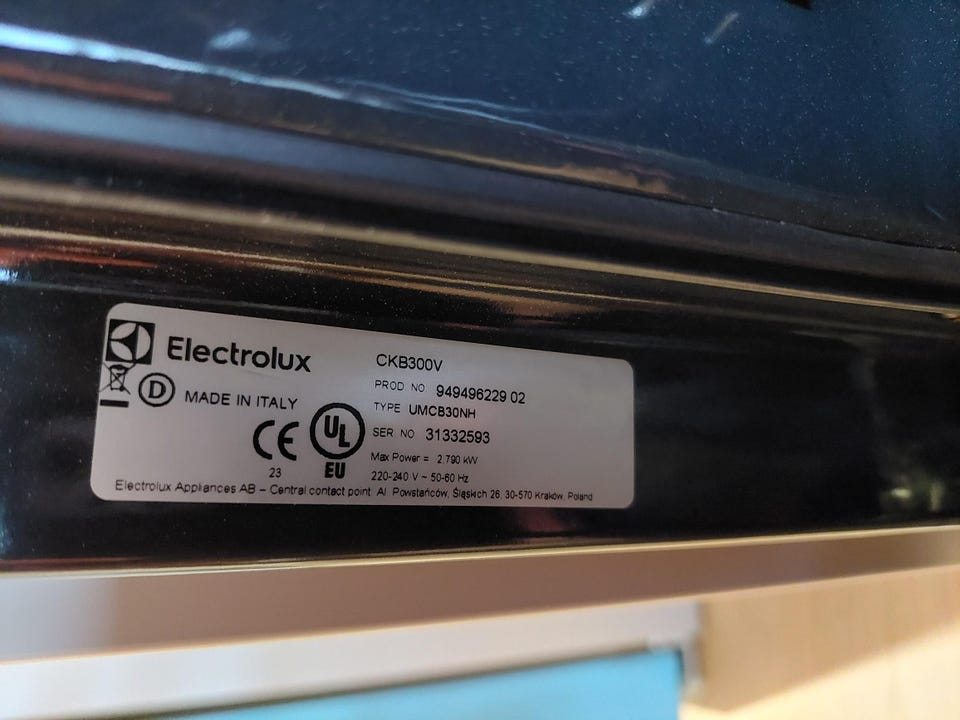 Electrolux
D MADE IN ITALY
CE
23
UL
EU
CKB300V
PROD NO 949496229 02
TYPE UMCB30NH
SER NO 31332593
Max Power = 2.790 kW
220-240 V ~ 50-60 Hz
Electrolux Appliances AB – Central contact point Al. Powstańców, Śląskich 26, 30-570 Kraków, Poland